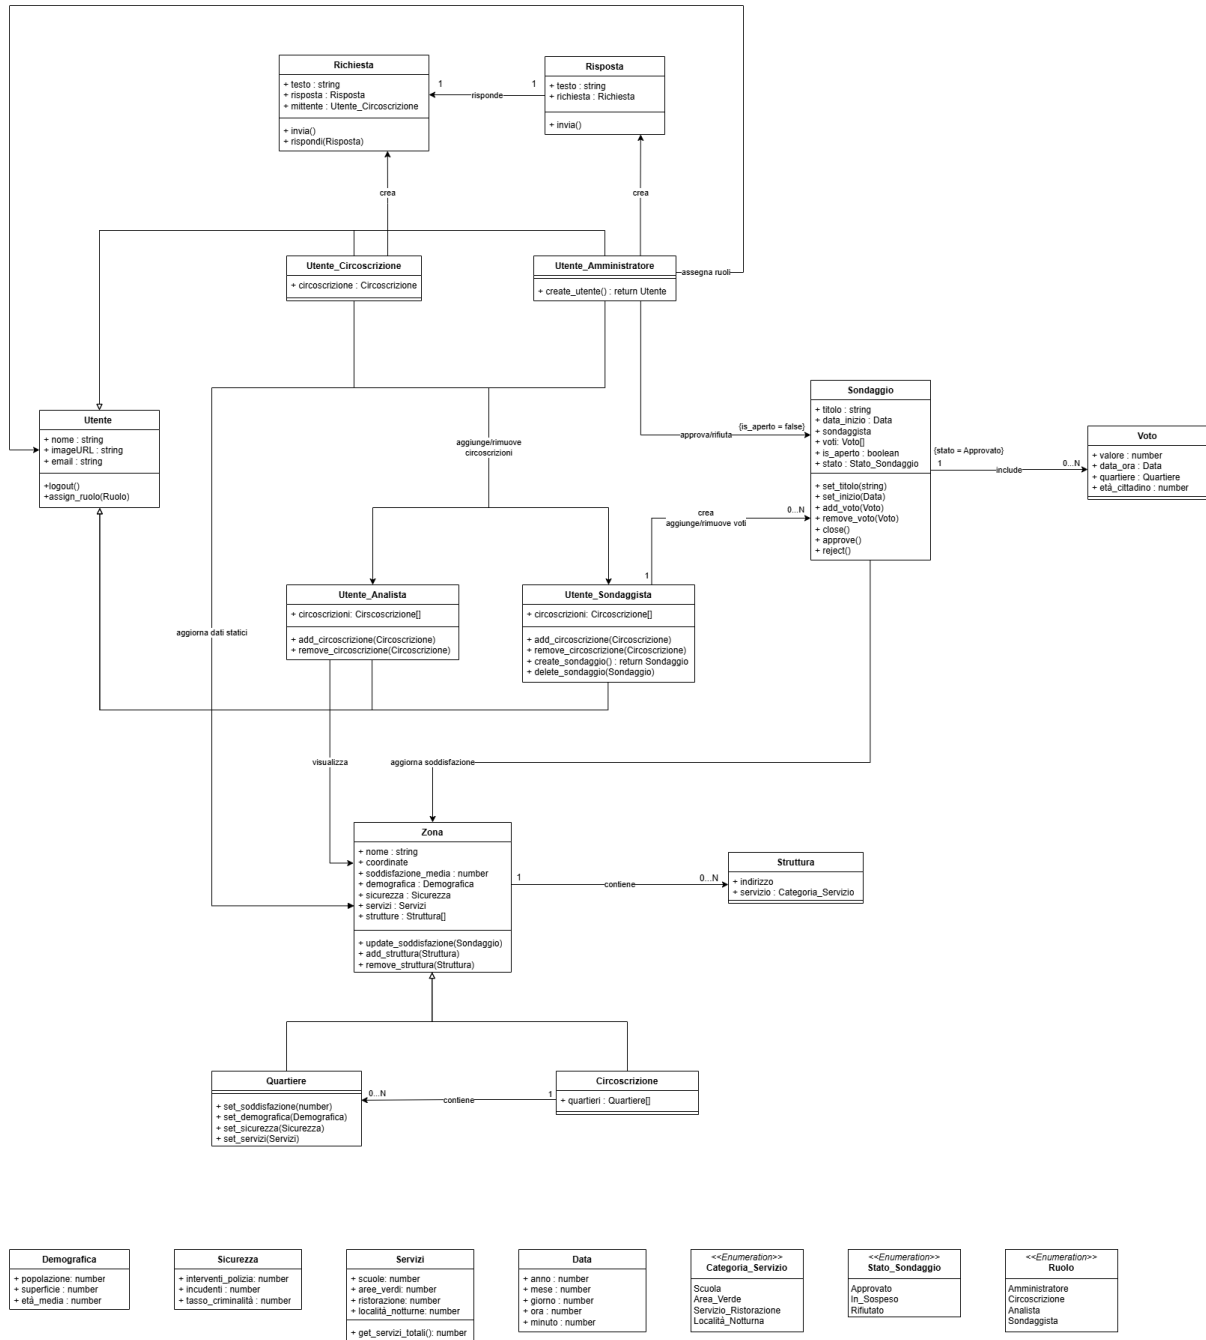 Richiesta
+ testo : string
+ risposta : Risposta
+ mittente : Utente_Circoscrizione
+ invia()
+ rispondi(Risposta)
1
risponde
1
Risposta
+ testo : string
+ richiesta : Richiesta
+ invia()
crea
crea
Utente_Circoscrizione
+ circoscrizione : Circoscrizione
Utente_Amministratore
+ create_utente() : return Utente
assegna ruoli
Utente
+ nome : string
+ imageURL : string
+ email : string
+logout()
+assign_ruolo(Ruolo)
aggiunge/rimuove
circoscrizioni
approva/rifiuta
{is_aperto = false}
Sondaggio
+ titolo : string
+ data_inizio : Data
+ sondaggista
+ voti: Voto[]
+ is_aperto : boolean
+ stato : Stato_Sondaggio
+ set_titolo(string)
+ set_inizio(Data)
+ add_voto(Voto)
+ remove_voto(Voto)
+ close()
+ approve()
+ reject()
{stato = Approvato}
1
include
0...N
Voto
+ valore : number
+ data_ora : Data
+ quartiere : Quartiere
+ età_cittadino : number
crea
aggiunge/rimuove voti
0...N
1
Utente_Analista
+ circoscrizioni: Cirscoscrizione[]
+ add_circoscrizione(Circoscrizione)
+ remove_circoscrizione(Circoscrizione)
Utente_Sondaggista
+ circoscrizioni: Circoscrizione[]
+ add_circoscrizione(Circoscrizione)
+ remove_circoscrizione(Circoscrizione)
+ create_sondaggio() : return Sondaggio
+ delete_sondaggio(Sondaggio)
aggiorna dati statici
visualizza
aggiorna soddisfazione
Zona
+ nome : string
+ coordinate
+ soddisfazione_media : number
+ demografica : Demografica
+ sicurezza : Sicurezza
+ servizi : Servizi
+ strutture : Struttura[]
+ update_soddisfazione(Sondaggio)
+ add_struttura(Struttura)
+ remove_struttura(Struttura)
1
contiene
0...N
Struttura
+ indirizzo
+ servizio : Categoria_Servizio
Quartiere
+ set_soddisfazione(number)
+ set_demografica(Demografica)
+ set_sicurezza(Sicurezza)
+ set_servizi(Servizi)
0...N
contiene
1
Circoscrizione
+ quartieri : Quartiere[]
Demografica
+ popolazione: number
+ superficie : number
+ età_media : number
Sicurezza
+ interventi_polizia: number
+ incudenti : number
+ tasso_criminalità : number
Servizi
+ scuole: number
+ aree_verdi: number
+ ristorazione : number
+ località_notturne: number
+ get_servizi_totali(): number
Data
+ anno : number
+ mese : number
+ giorno : number
+ ora : number
+ minuto : number
<<Enumeration>>
Categoria_Servizio
Scuola
Area_Verde
Servizio_Ristorazione
Località_Notturna
<<Enumeration>>
Stato_Sondaggio
Approvato
In_Sospeso
Rifiutato
<<Enumeration>>
Ruolo
Amministratore
Circoscrizione
Analista
Sondaggista